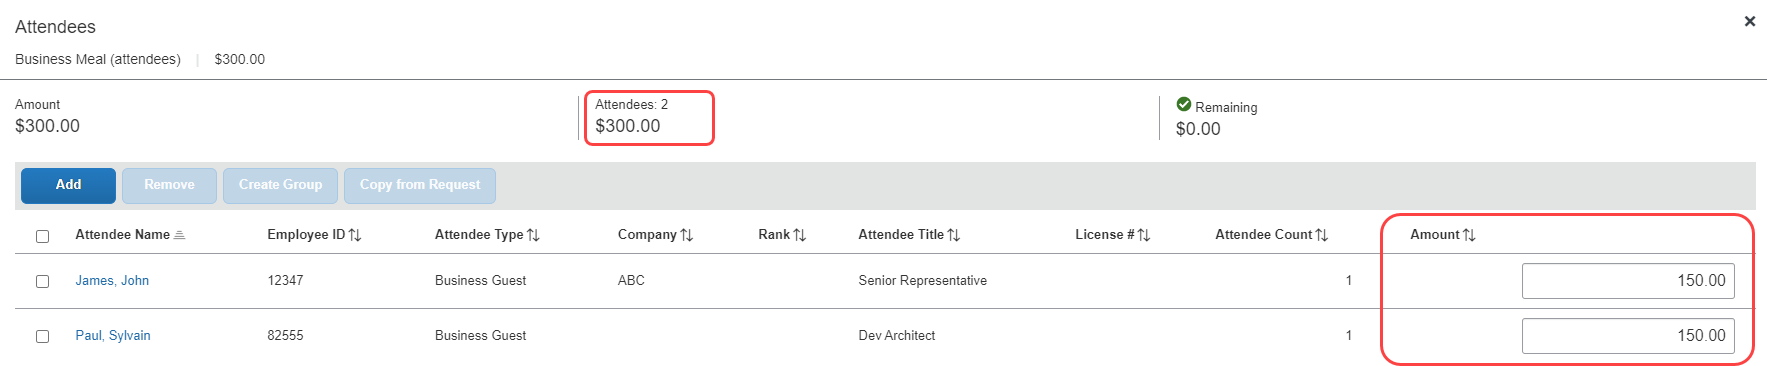 Attendees
Business Meal (attendees) | $300.00
Amount
$300.00
Attendees: 2
$300.00
Remaining
$0.00
Add Remove Create Group Copy from Request
Attendee Name Employee ID Attendee Type Company Rank Attendee Title License # Attendee Count Amount
James, John 12347 Business Guest ABC Senior Representative 1 150.00
Paul, Sylvain 82555 Business Guest Dev Architect 1 150.00